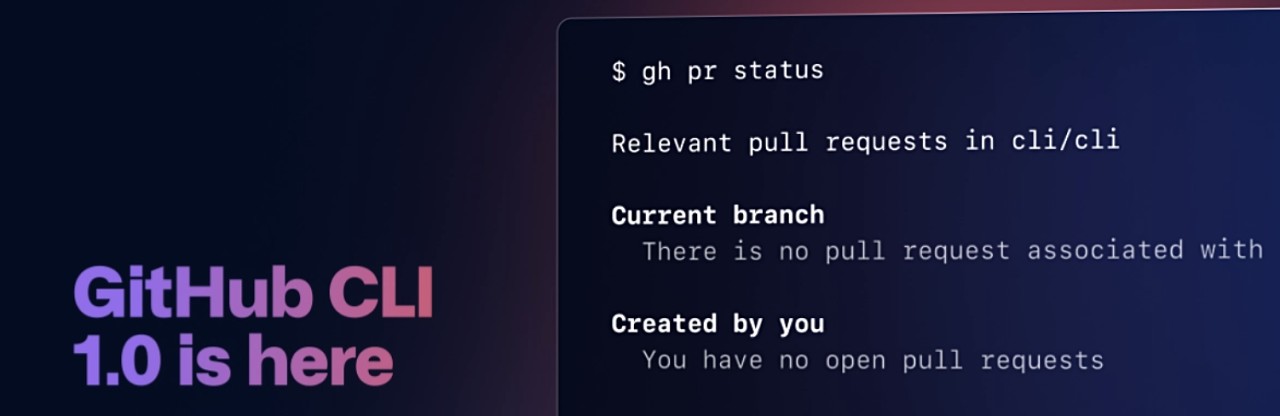 GitHub CLI
1.0 is here
$ gh pr status
Relevant pull requests in cli/cli
Current branch
There is no pull request associated with
Created by you
You have no open pull requests